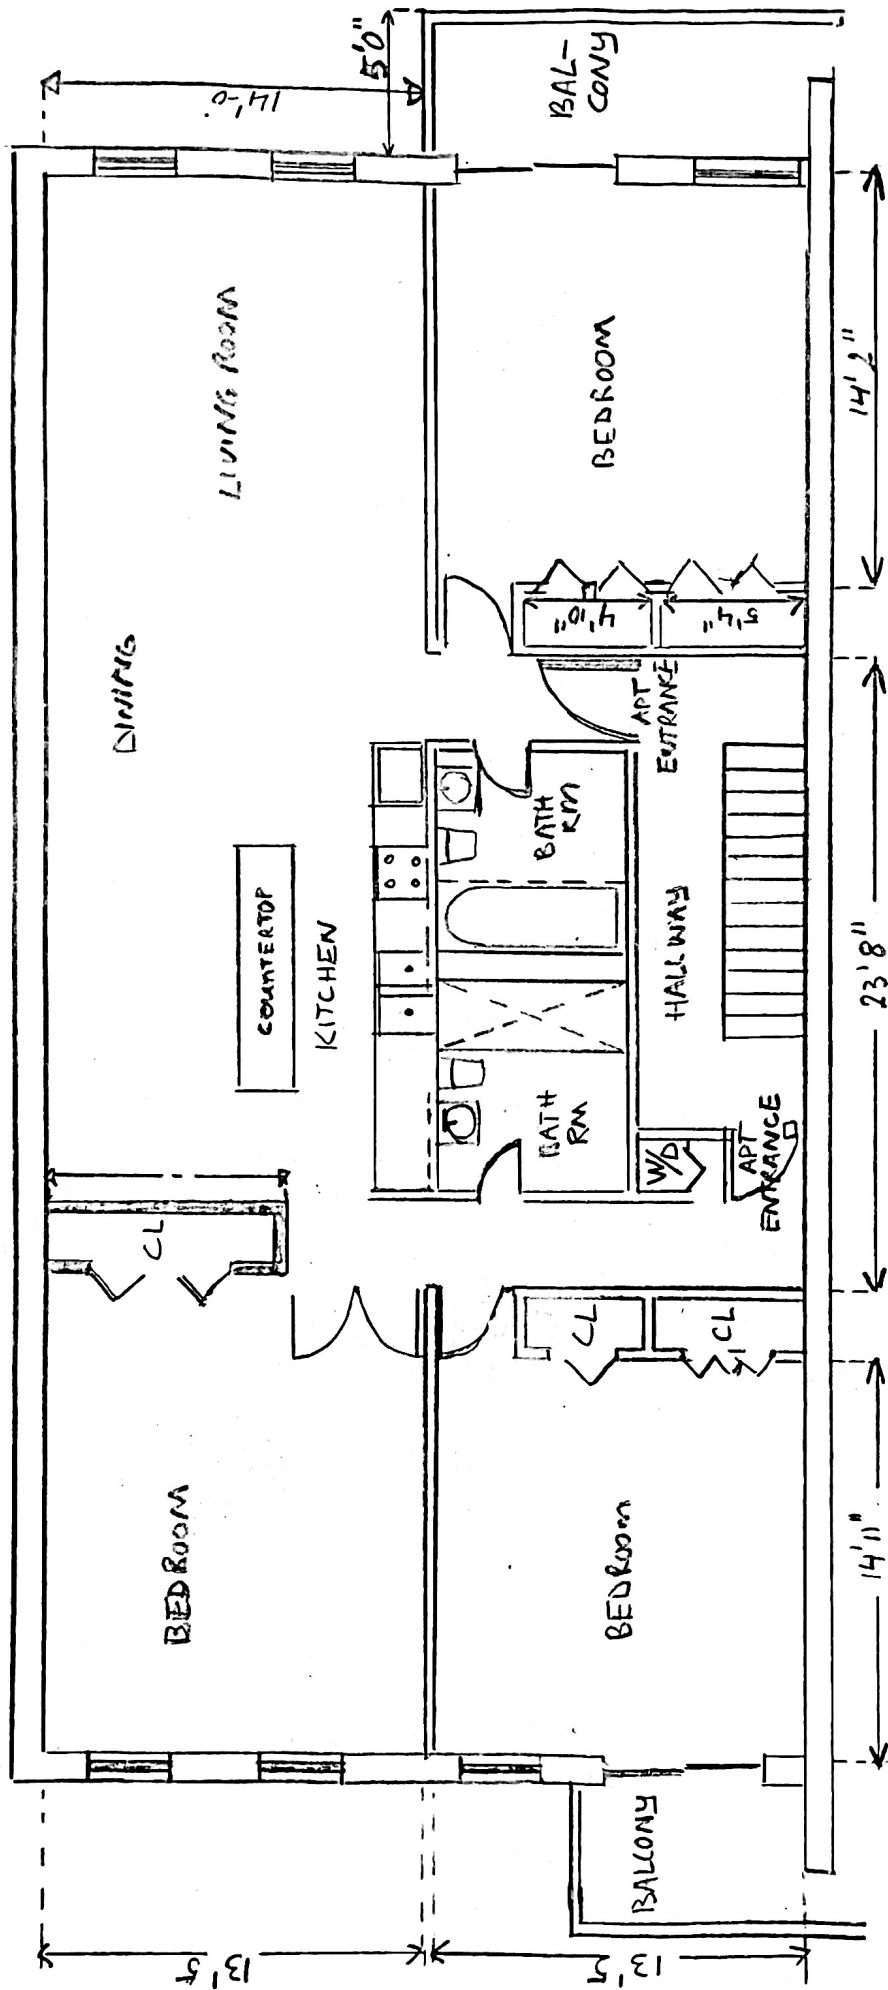 DINING
LIVING ROOM
14'-0"
BEDROOM
CL
COUNTERTOP
KITCHEN
13'5
5'0"
BAL-
CONY
BATH
RM
BATH
RM
BEDROOM
CL
CL
W/D
HALLWAY
APT
ENTRANCE
APT
ENTRANCE
4'10"
5'4"
BEDROOM
BALCONY
13'5
14'11"
23'8"
14'2"